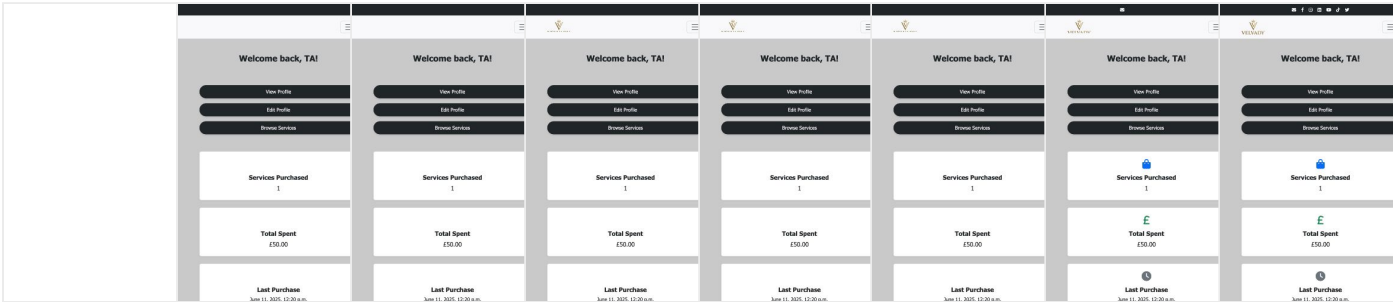 Welcome back, TA! Welcome back, TA! Welcome back, TA! Welcome back, TA! Welcome back, TA! Welcome back, TA! Welcome back, TA!
View Profile View Profile View Profile View Profile View Profile View Profile View Profile
Edit Profile Edit Profile Edit Profile Edit Profile Edit Profile Edit Profile Edit Profile
Browse Services Browse Services Browse Services Browse Services Browse Services Browse Services Browse Services
Services Purchased Services Purchased Services Purchased Services Purchased Services Purchased Services Purchased Services Purchased
1 1 1 1 1 1 1
£ £
Total Spent Total Spent Total Spent Total Spent Total Spent Total Spent Total Spent
£50.00 £50.00 £50.00 £50.00 £50.00 £50.00 £50.00
Last Purchase Last Purchase Last Purchase Last Purchase Last Purchase Last Purchase Last Purchase
June 11, 2025, 12:20 p.m. June 11, 2025, 12:20 p.m. June 11, 2025, 12:20 p.m. June 11, 2025, 12:20 p.m. June 11, 2025, 12:20 p.m. June 11, 2025, 12:20 p.m. June 11, 2025, 12:20 p.m.